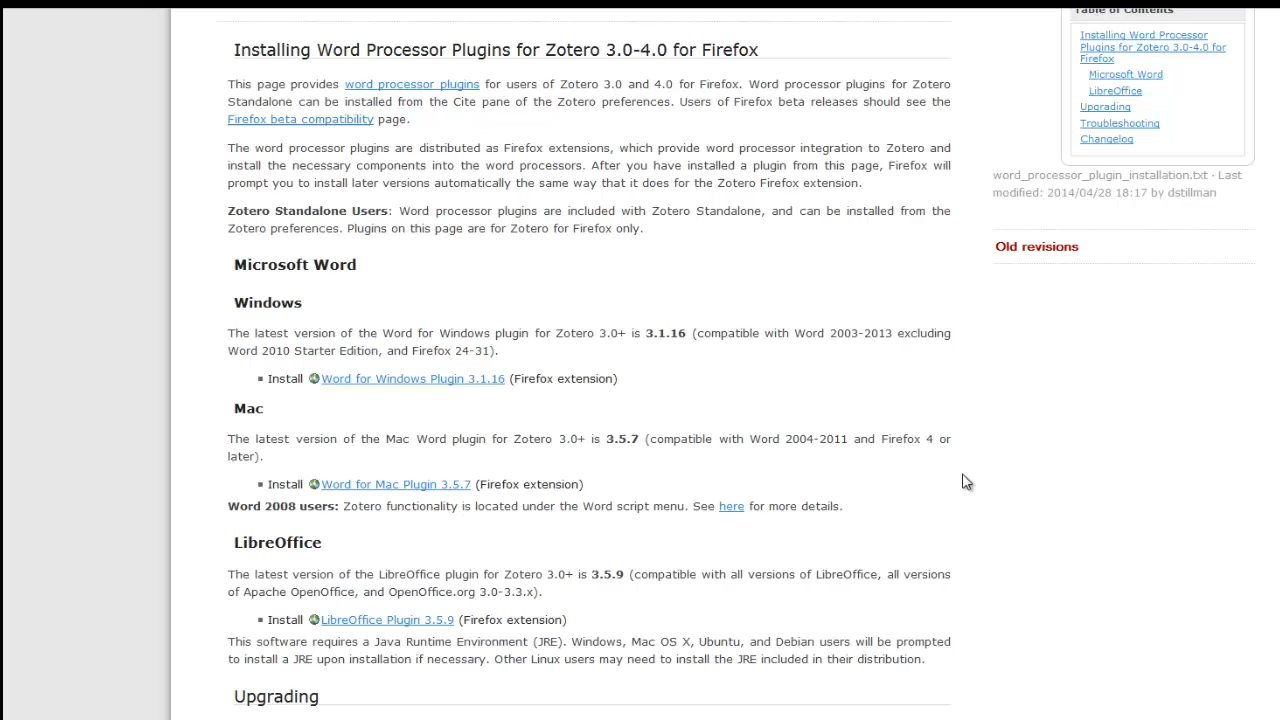 Table of Contents
Installing Word Processor Plugins for Zotero 3.0-4.0 for Firefox
Installing Word Processor
Plugins for Zotero 3.0-4.0 for
Firefox
Microsoft Word
LibreOffice
Upgrading
Troubleshooting
Changelog
This page provides word processor plugins for users of Zotero 3.0 and 4.0 for Firefox. Word processor plugins for Zotero
Standalone can be installed from the Cite pane of the Zotero preferences. Users of Firefox beta releases should see the
Firefox beta compatibility page.
The word processor plugins are distributed as Firefox extensions, which provide word processor integration to Zotero and
install the necessary components into the word processors. After you have installed a plugin from this page, Firefox will
prompt you to install later versions automatically the same way that it does for the Zotero Firefox extension.
word_processor_plugin_installation.txt · Last
modified: 2014/04/28 18:17 by dstillman
Zotero Standalone Users: Word processor plugins are included with Zotero Standalone, and can be installed from the
Zotero preferences. Plugins on this page are for Zotero for Firefox only.
Old revisions
Microsoft Word
Windows
The latest version of the Word for Windows plugin for Zotero 3.0+ is 3.1.16 (compatible with Word 2003-2013 excluding
Word 2010 Starter Edition, and Firefox 24-31).
Install Word for Windows Plugin 3.1.16 (Firefox extension)
Mac
The latest version of the Mac Word plugin for Zotero 3.0+ is 3.5.7 (compatible with Word 2004-2011 and Firefox 4 or
later).
Install Word for Mac Plugin 3.5.7 (Firefox extension)
Word 2008 users: Zotero functionality is located under the Word script menu. See here for more details.
LibreOffice
The latest version of the LibreOffice plugin for Zotero 3.0+ is 3.5.9 (compatible with all versions of LibreOffice, all versions
of Apache OpenOffice, and OpenOffice.org 3.0-3.3.x).
Install LibreOffice Plugin 3.5.9 (Firefox extension)
This software requires a Java Runtime Environment (JRE). Windows, Mac OS X, Ubuntu, and Debian users will be prompted
to install a JRE upon installation if necessary. Other Linux users may need to install the JRE included in their distribution.
Upgrading